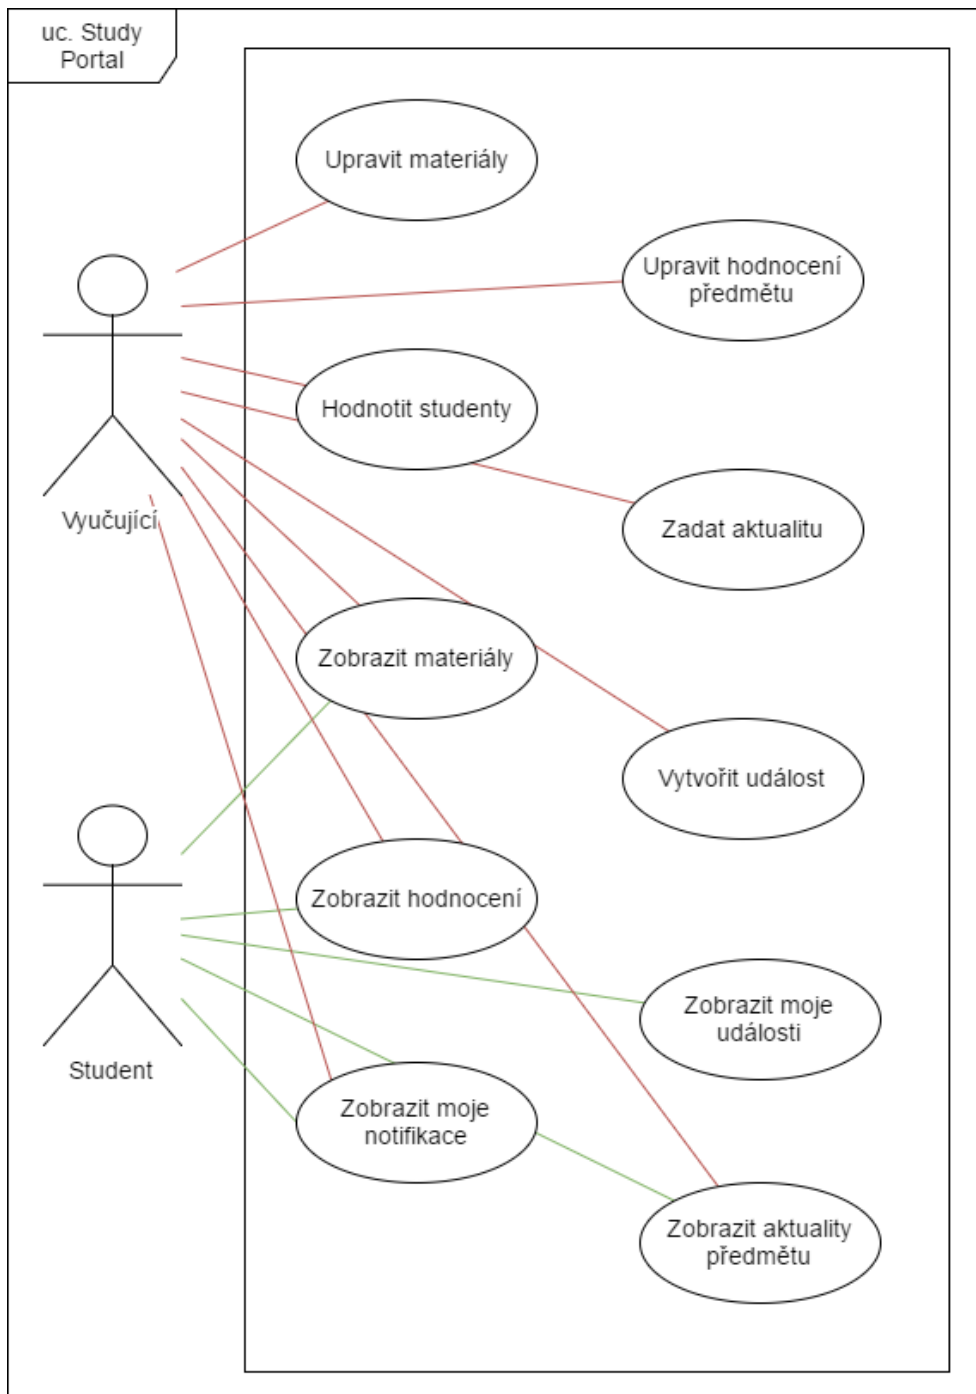 uc. Study
Portal
Upravit materiály
Upravit hodnocení
předmětu
Hodnotit studenty
Vyučující
Zadat aktualitu
Zobrazit materiály
Vytvořit událost
Zobrazit hodnocení
Zobrazit moje
události
Student
Zobrazit moje
notifikace
Zobrazit aktuality
předmětu